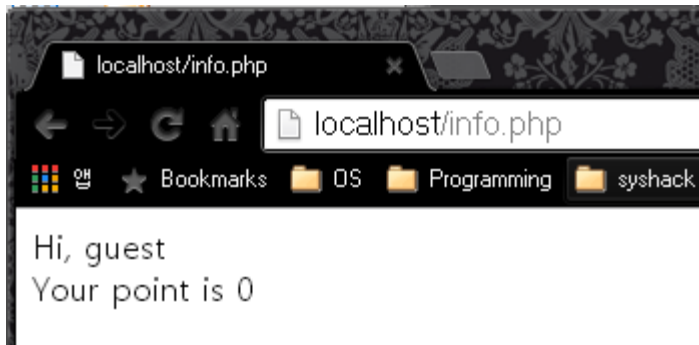 localhost/info.php
localhost/info.php
앱 Bookmarks OS Programming syshack
Hi, guest
Your point is 0